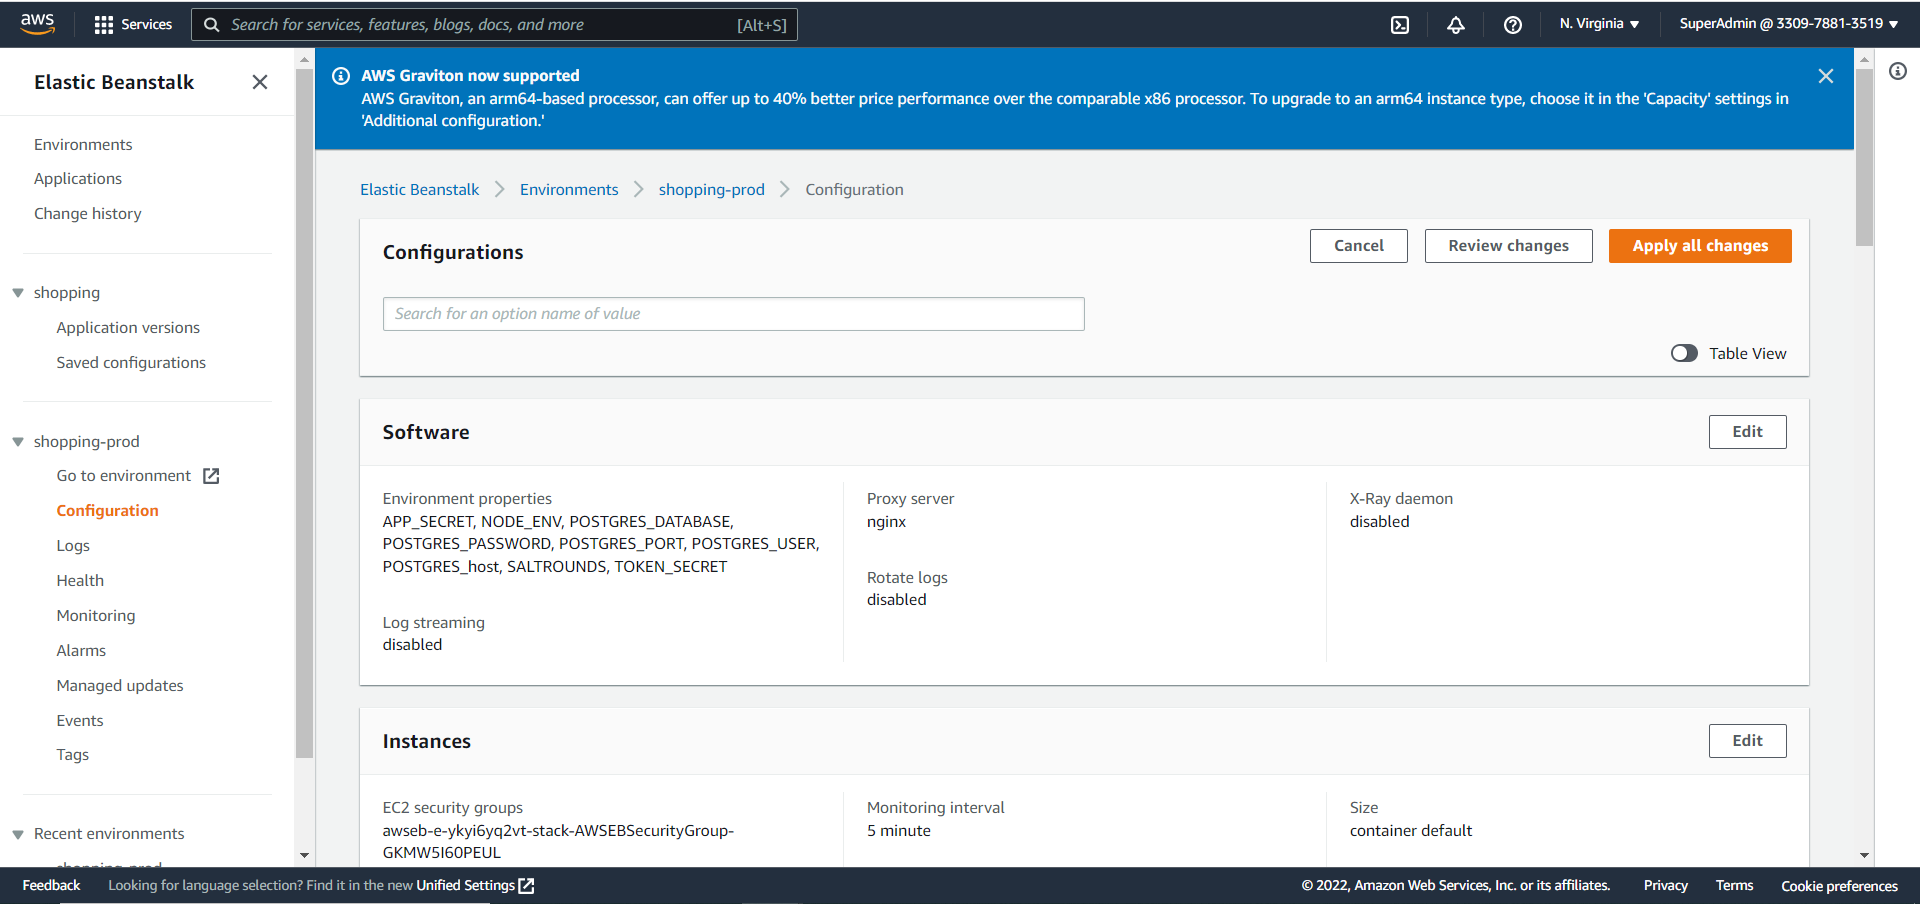 aws
Services
Search for services, features, blogs, docs, and more
[Alt+S]
N. Virginia
SuperAdmin @ 3309-7881-3519
Elastic Beanstalk
Environments
Applications
Change history
shopping
Application versions
Saved configurations
shopping-prod
Go to environment
Configuration
Logs
Health
Monitoring
Alarms
Managed updates
Events
Tags
Recent environments
shopping-prod
AWS Graviton now supported
AWS Graviton, an arm64-based processor, can offer up to 40% better price performance over the comparable x86 processor. To upgrade to an arm64 instance type, choose it in the 'Capacity' settings in
'Additional configuration.'
Elastic Beanstalk
Environments
shopping-prod
Configuration
Configurations
Cancel
Review changes
Apply all changes
Search for an option name of value
Table View
Software
Edit
Environment properties
APP_SECRET, NODE_ENV, POSTGRES_DATABASE,
POSTGRES_PASSWORD, POSTGRES_PORT, POSTGRES_USER,
POSTGRES_host, SALTROUNDS, TOKEN_SECRET
Log streaming
disabled
Proxy server
nginx
Rotate logs
disabled
X-Ray daemon
disabled
Instances
Edit
EC2 security groups
awseb-e-ykyi6yq2vt-stack-AWSEBSecurityGroup-
GKMW5I60PEUL
Monitoring interval
5 minute
Size
container default
Feedback
Looking for language selection? Find it in the new Unified Settings
© 2022, Amazon Web Services, Inc. or its affiliates.
Privacy
Terms
Cookie preferences